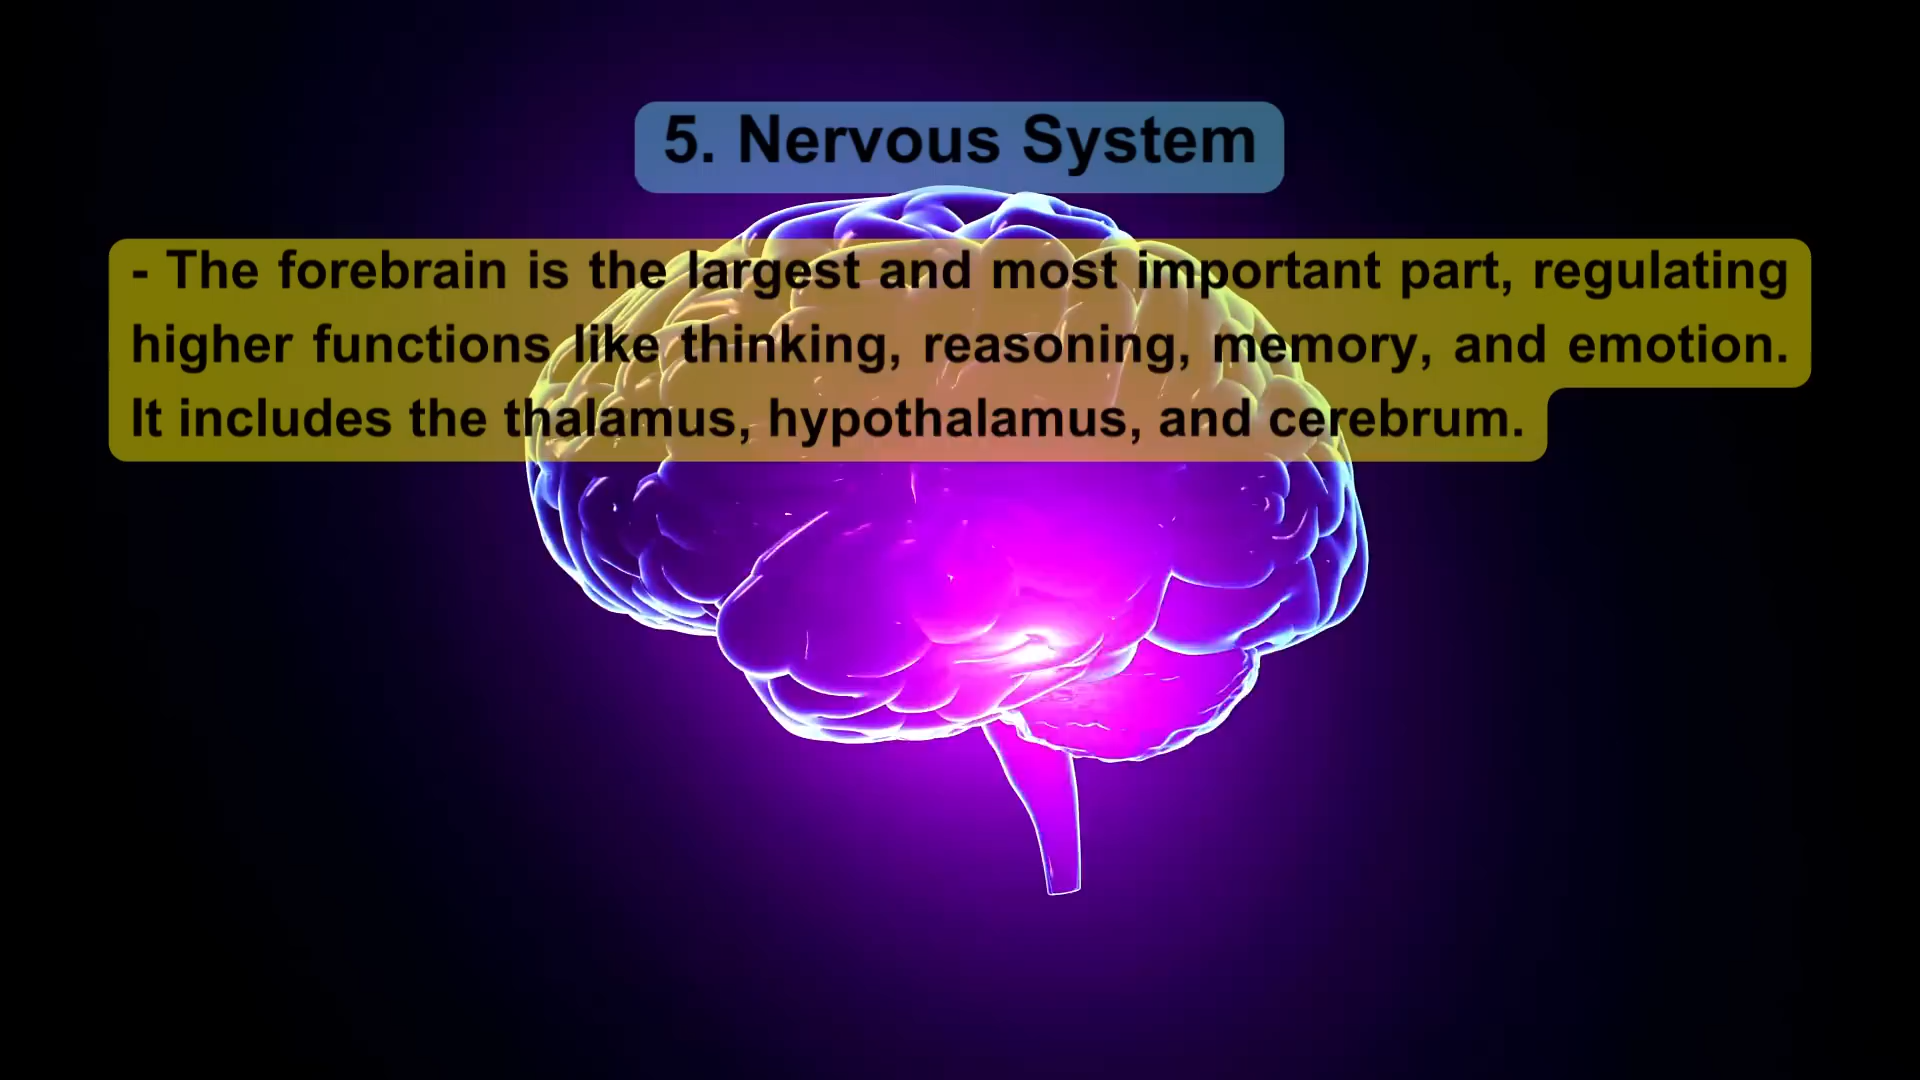 5. Nervous System
- The forebrain is the largest and most important part, regulating
higher functions like thinking, reasoning, memory, and emotion.
It includes the thalamus, hypothalamus, and cerebrum.